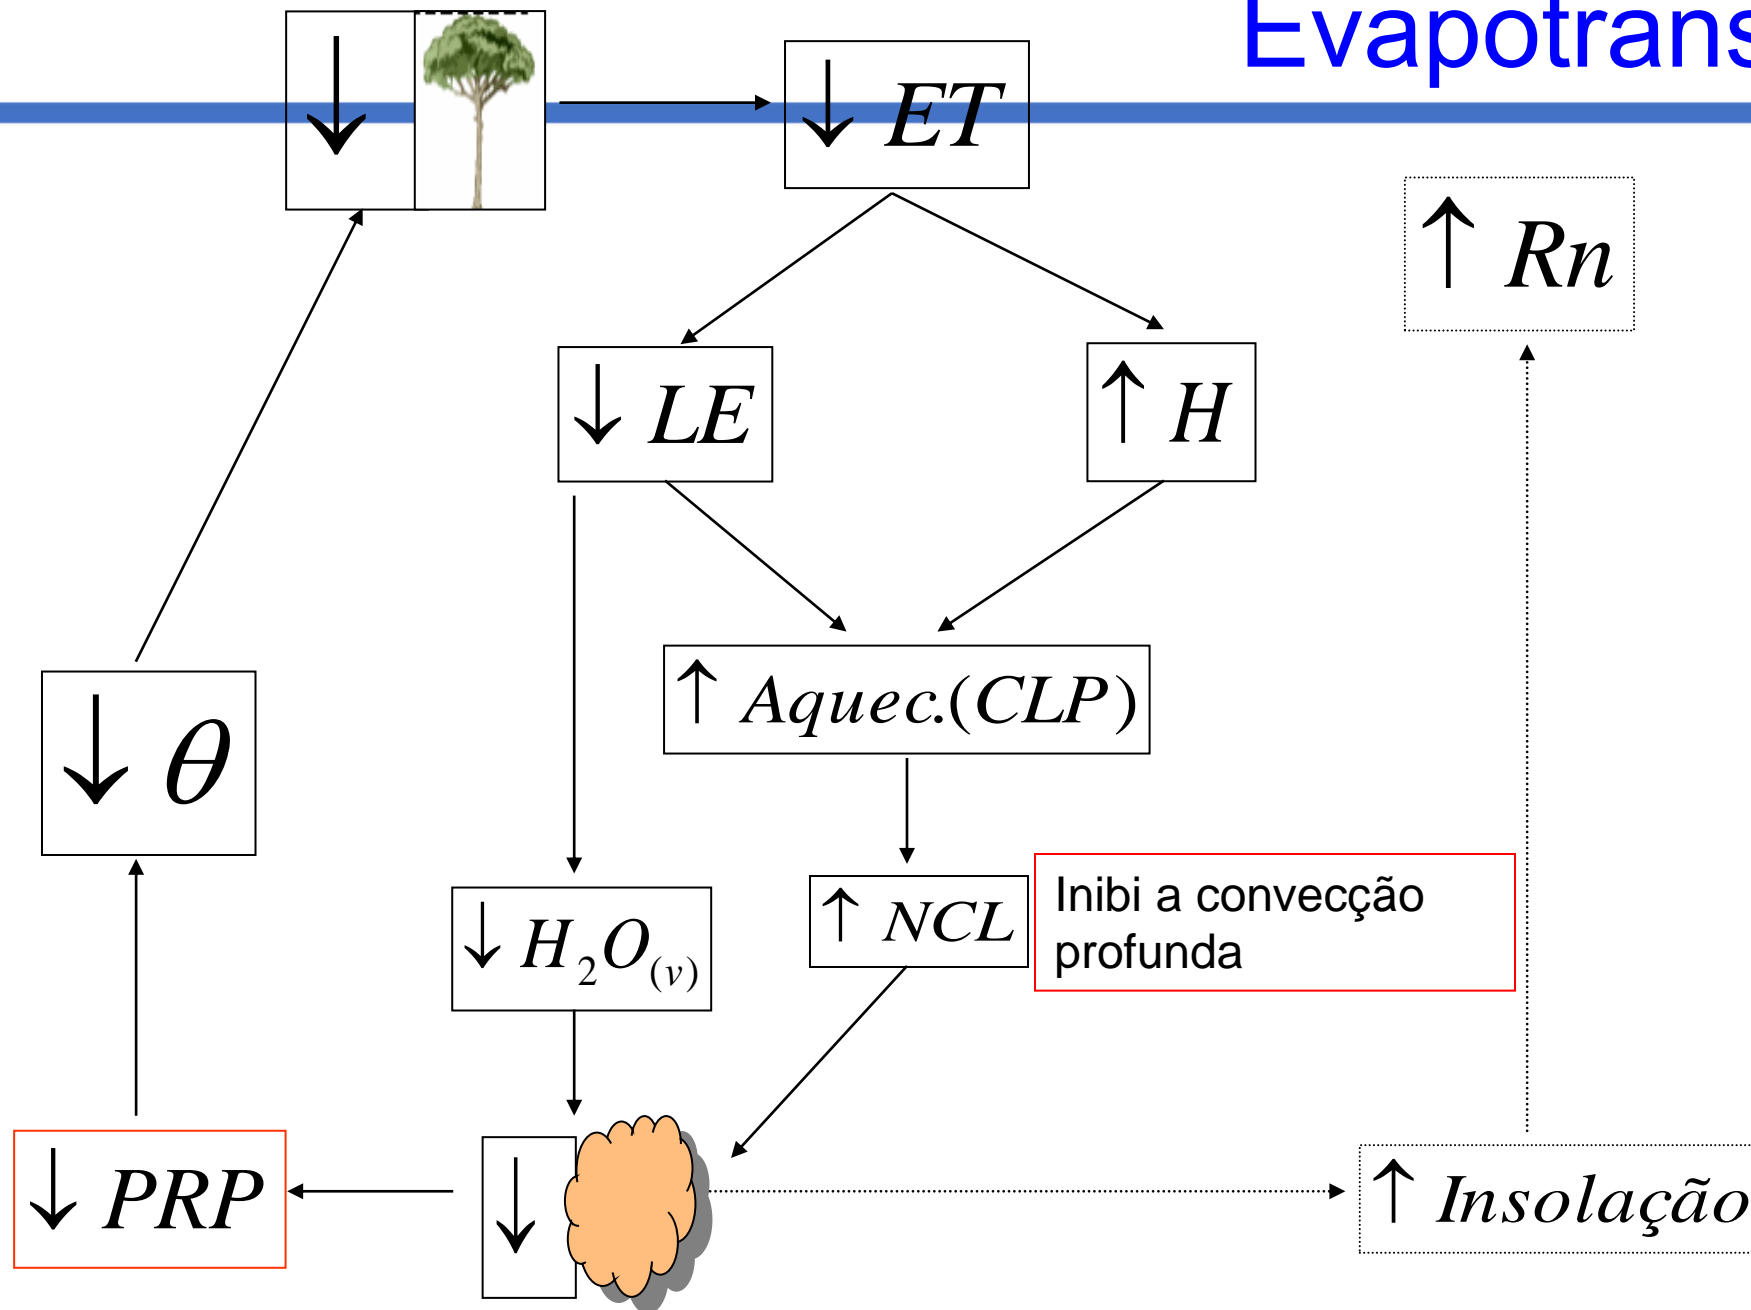 Evapotrans
↓
↓ ET
↑ Rn
↓ LE
↑ H
↑ Aquec.(CLP)
↓ θ
↓ H₂O₍ᵥ₎
↑ NCL
Inibi a convecção
profunda
↓ PRP
↓
↑ Insolação